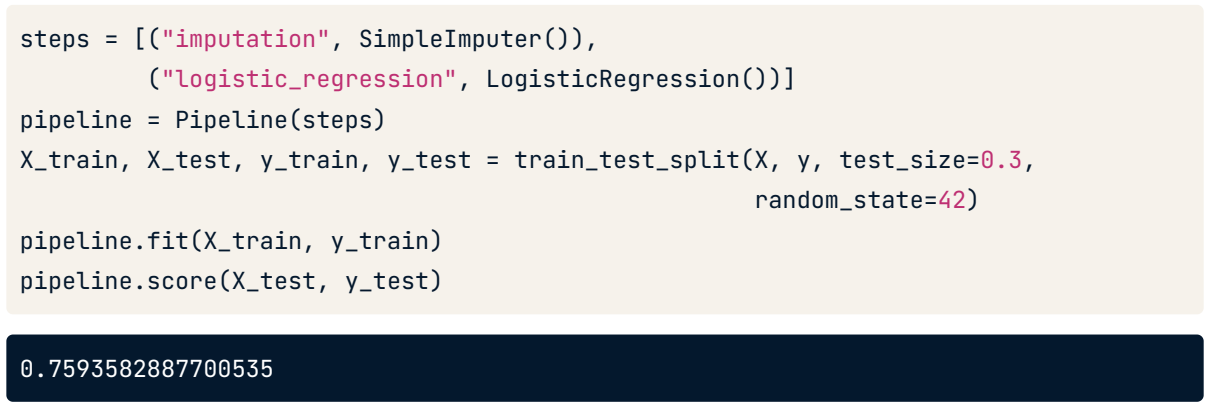 steps = [("imputation", SimpleImputer()),
         ("logistic_regression", LogisticRegression())]
pipeline = Pipeline(steps)
X_train, X_test, y_train, y_test = train_test_split(X, y, test_size=0.3,
                                                    random_state=42)
pipeline.fit(X_train, y_train)
pipeline.score(X_test, y_test)
0.7593582887700535